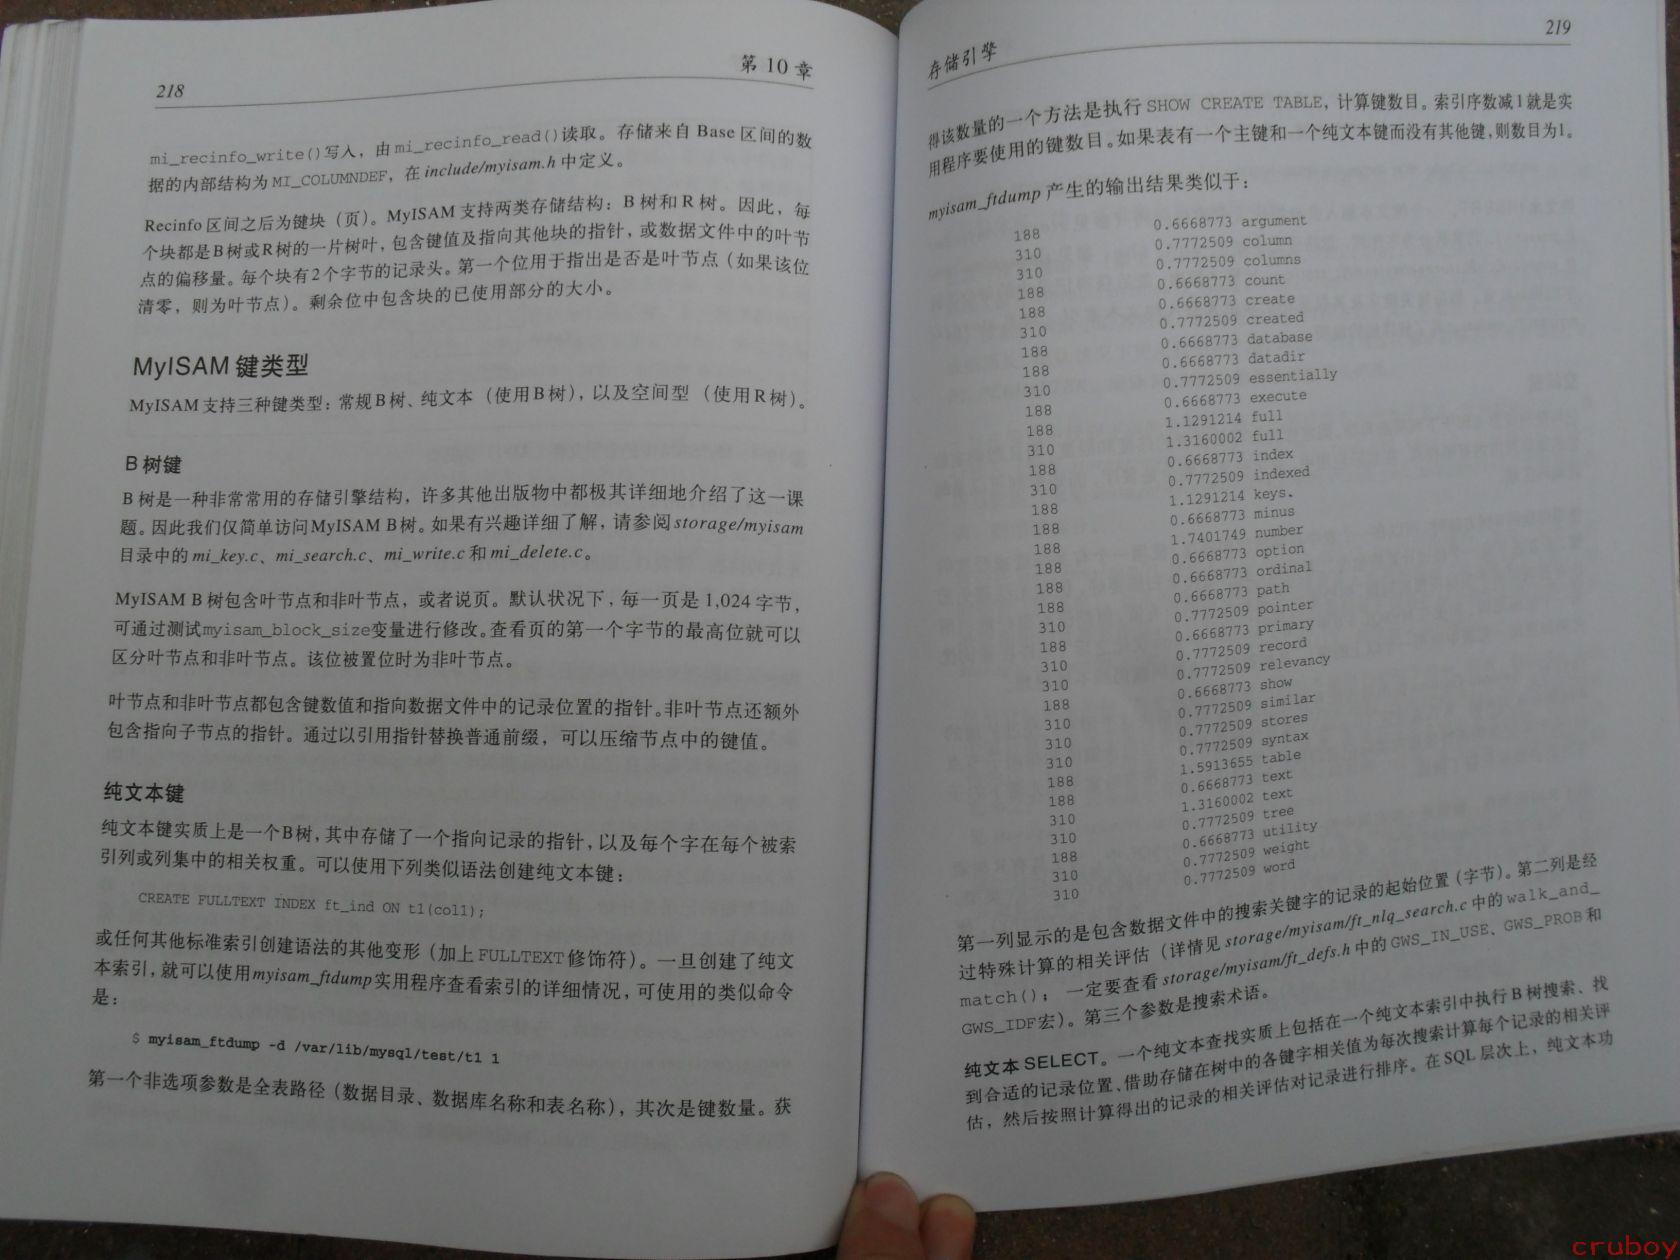 218
第 10 章
mi_recinfo_write()写入，由mi_recinfo_read()读取。存储来自 Base 区间的数
据的内部结构为MI_COLUMNDEF，在include/myisam.h中定义。
Recinfo区间之后为键块（页）。MyISAM支持两类存储结构：B树和R树。因此，每
个块都是B树或R树的一片树叶，包含键值及指向其他块的指针，或数据文件中的叶节
点的偏移量。每个块有2个字节的记录头。第一个位用于指出是否是叶节点（如果该位
清零，则为叶节点）。剩余位中包含块的已使用部分的大小。
MyISAM 键类型
MyISAM支持三种键类型：常规B树、纯文本（使用B树），以及空间型（使用R树）。
B 树键
B 树是一种非常常用的存储引擎结构，许多其他出版物中都极其详细地介绍了这一课
题。因此我们仅简单访问MyISAM B树。如果有兴趣详细了解，请参阅storage/myisam
目录中的mi_key.c、mi_search.c、mi_write.c和mi_delete.c。
MyISAM B树包含叶节点和非叶节点，或者说页。默认状况下，每一页是1,024字节，
可通过测试myisam_block_size变量进行修改。查看页的第一个字节的最高位就可以
区分叶节点和非叶节点。该位被置位时为非叶节点。
叶节点和非叶节点都包含键数值和指向数据文件中的记录位置的指针。非叶节点还额外
包含指向子节点的指针。通过以引用指针替换普通前缀，可以压缩节点中的键值。
纯文本键
纯文本键实质上是一个B树，其中存储了一个指向记录的指针，以及每个字在每个被索
引列或列集中的相关权重。可以使用下列类似语法创建纯文本键：
CREATE FULLTEXT INDEX ft_ind ON t1(col1);
或任何其他标准索引创建语法的其他变形（加上FULLTEXT修饰符）。一旦创建了纯文
本索引，就可以使用myisam_ftdump实用程序查看索引的详细情况，可使用的类似命令
是：
$ myisam_ftdump -d /var/lib/mysql/test/t1 1
第一个非选项参数是全表路径（数据目录、数据库名称和表名称），其次是键数量。获
存储引擎
219
得该数量的一个方法是执行SHOW CREATE TABLE，计算键数目。索引序数减1就是实
用程序要使用的键数目。如果表有一个主键和一个纯文本键而没有其他键，则数目为1。
myisam_ftdump产生的输出结果类似于：
188 0.6668773 argument
310 0.7772509 column
310 0.7772509 columns
188 0.6668773 count
188 0.6668773 create
310 0.7772509 created
188 0.6668773 database
188 0.6668773 datadir
310 0.7772509 essentially
188 0.6668773 execute
188 1.1291214 full
310 1.3160002 full
188 0.6668773 index
310 0.7772509 indexed
188 1.1291214 keys.
188 0.6668773 minus
188 1.7401749 number
188 0.6668773 option
188 0.6668773 ordinal
188 0.6668773 path
310 0.7772509 pointer
188 0.6668773 primary
310 0.7772509 record
310 0.7772509 relevancy
188 0.6668773 show
310 0.7772509 similar
310 0.7772509 stores
310 0.7772509 syntax
188 1.5913655 table
188 0.6668773 text
310 1.3160002 text
310 0.7772509 tree
188 0.6668773 utility
310 0.7772509 weight
310 0.7772509 word
第一列显示的是包含数据文件中的搜索关键字的记录的起始位置（字节）。第二列是经
过特殊计算的相关评估（详情见storage/myisam/ft_nlq_search.c中的walk_and_
match()；一定要查看storage/myisam/ft_defs.h中的GWS_IN_USE、GWS_PROB和
GWS_IDF宏）。第三个参数是搜索术语。
纯文本 SELECT。一个纯文本查找实质上包括在一个纯文本索引中执行B树搜索、找
到合适的记录位置、借助存储在树中的各键字相关值为每次搜索计算每个记录的相关评
估，然后按照计算得出的记录的相关评估对记录进行排序。在SQL层次上，纯文本功
cruboy